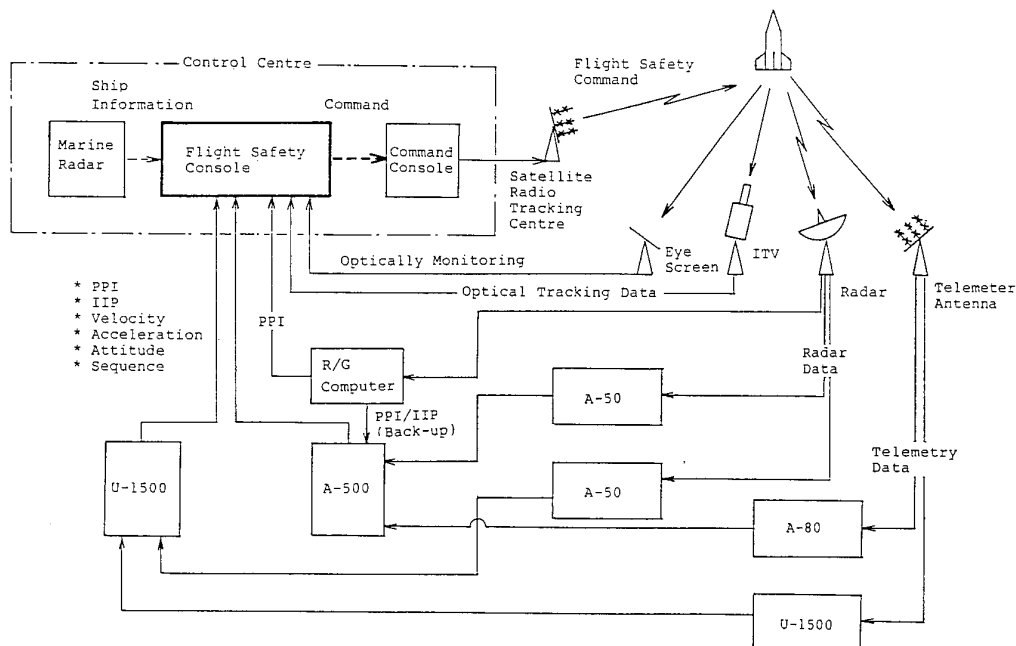 Control Centre
Ship
Information
Command
Flight Safety
Command
Marine
Radar
Flight Safety
Console
Command
Console
Satellite
Radio
Tracking
Centre
Optically Monitoring
Eye
Screen
ITV
Optical Tracking Data
Radar
Telemeter
Antenna
* PPI
* IIP
* Velocity
* Acceleration
* Attitude
* Sequence
PPI
R/G
Computer
Radar
Data
A-50
PPI/IIP
(Back-up)
Telemetry
Data
U-1500
A-500
A-50
A-80
U-1500